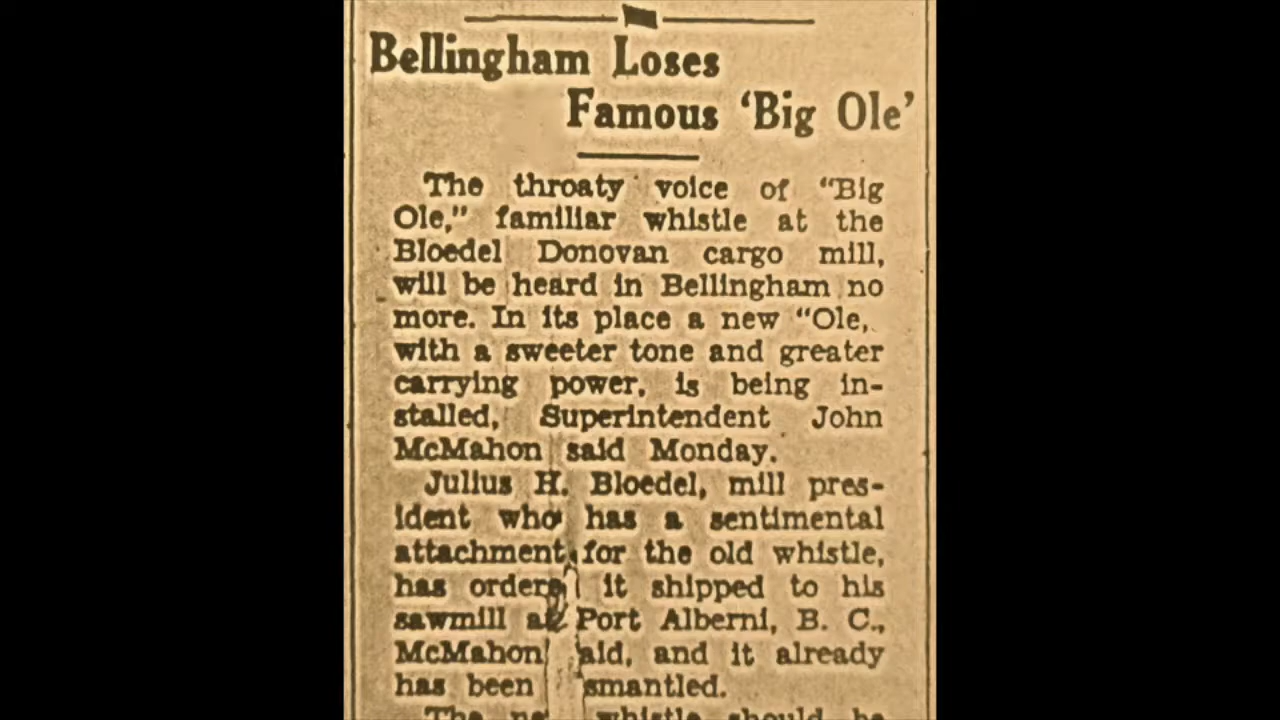 Bellingham Loses
Famous 'Big Ole'
The throaty voice of "Big
Ole," familiar whistle at the
Bloedel Donovan cargo mill,
will be heard in Bellingham no
more. In its place a new "Ole,
with a sweeter tone and greater
carrying power, is being in-
stalled, Superintendent John
McMahon said Monday.
Julius H. Bloedel, mill pres-
ident who has a sentimental
attachment for the old whistle,
has it shipped to his
sawmill at Port Alberni, B. C.,
McMahon aid, and it already
has been smantled.
The whistle should be